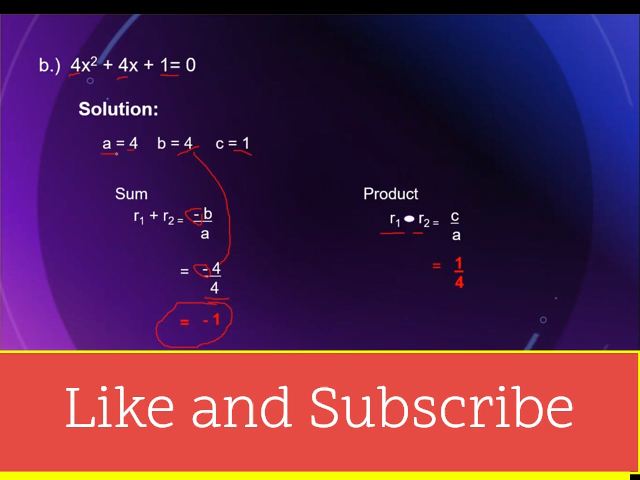 b.) 4x² + 4x + 1= 0
Solution:
a = 4 b = 4 c = 1
Sum
r₁ + r₂ = - b
a
= - 4
4
= - 1
Product
r₁ • r₂ = c
a
= 1
4
Like and Subscribe